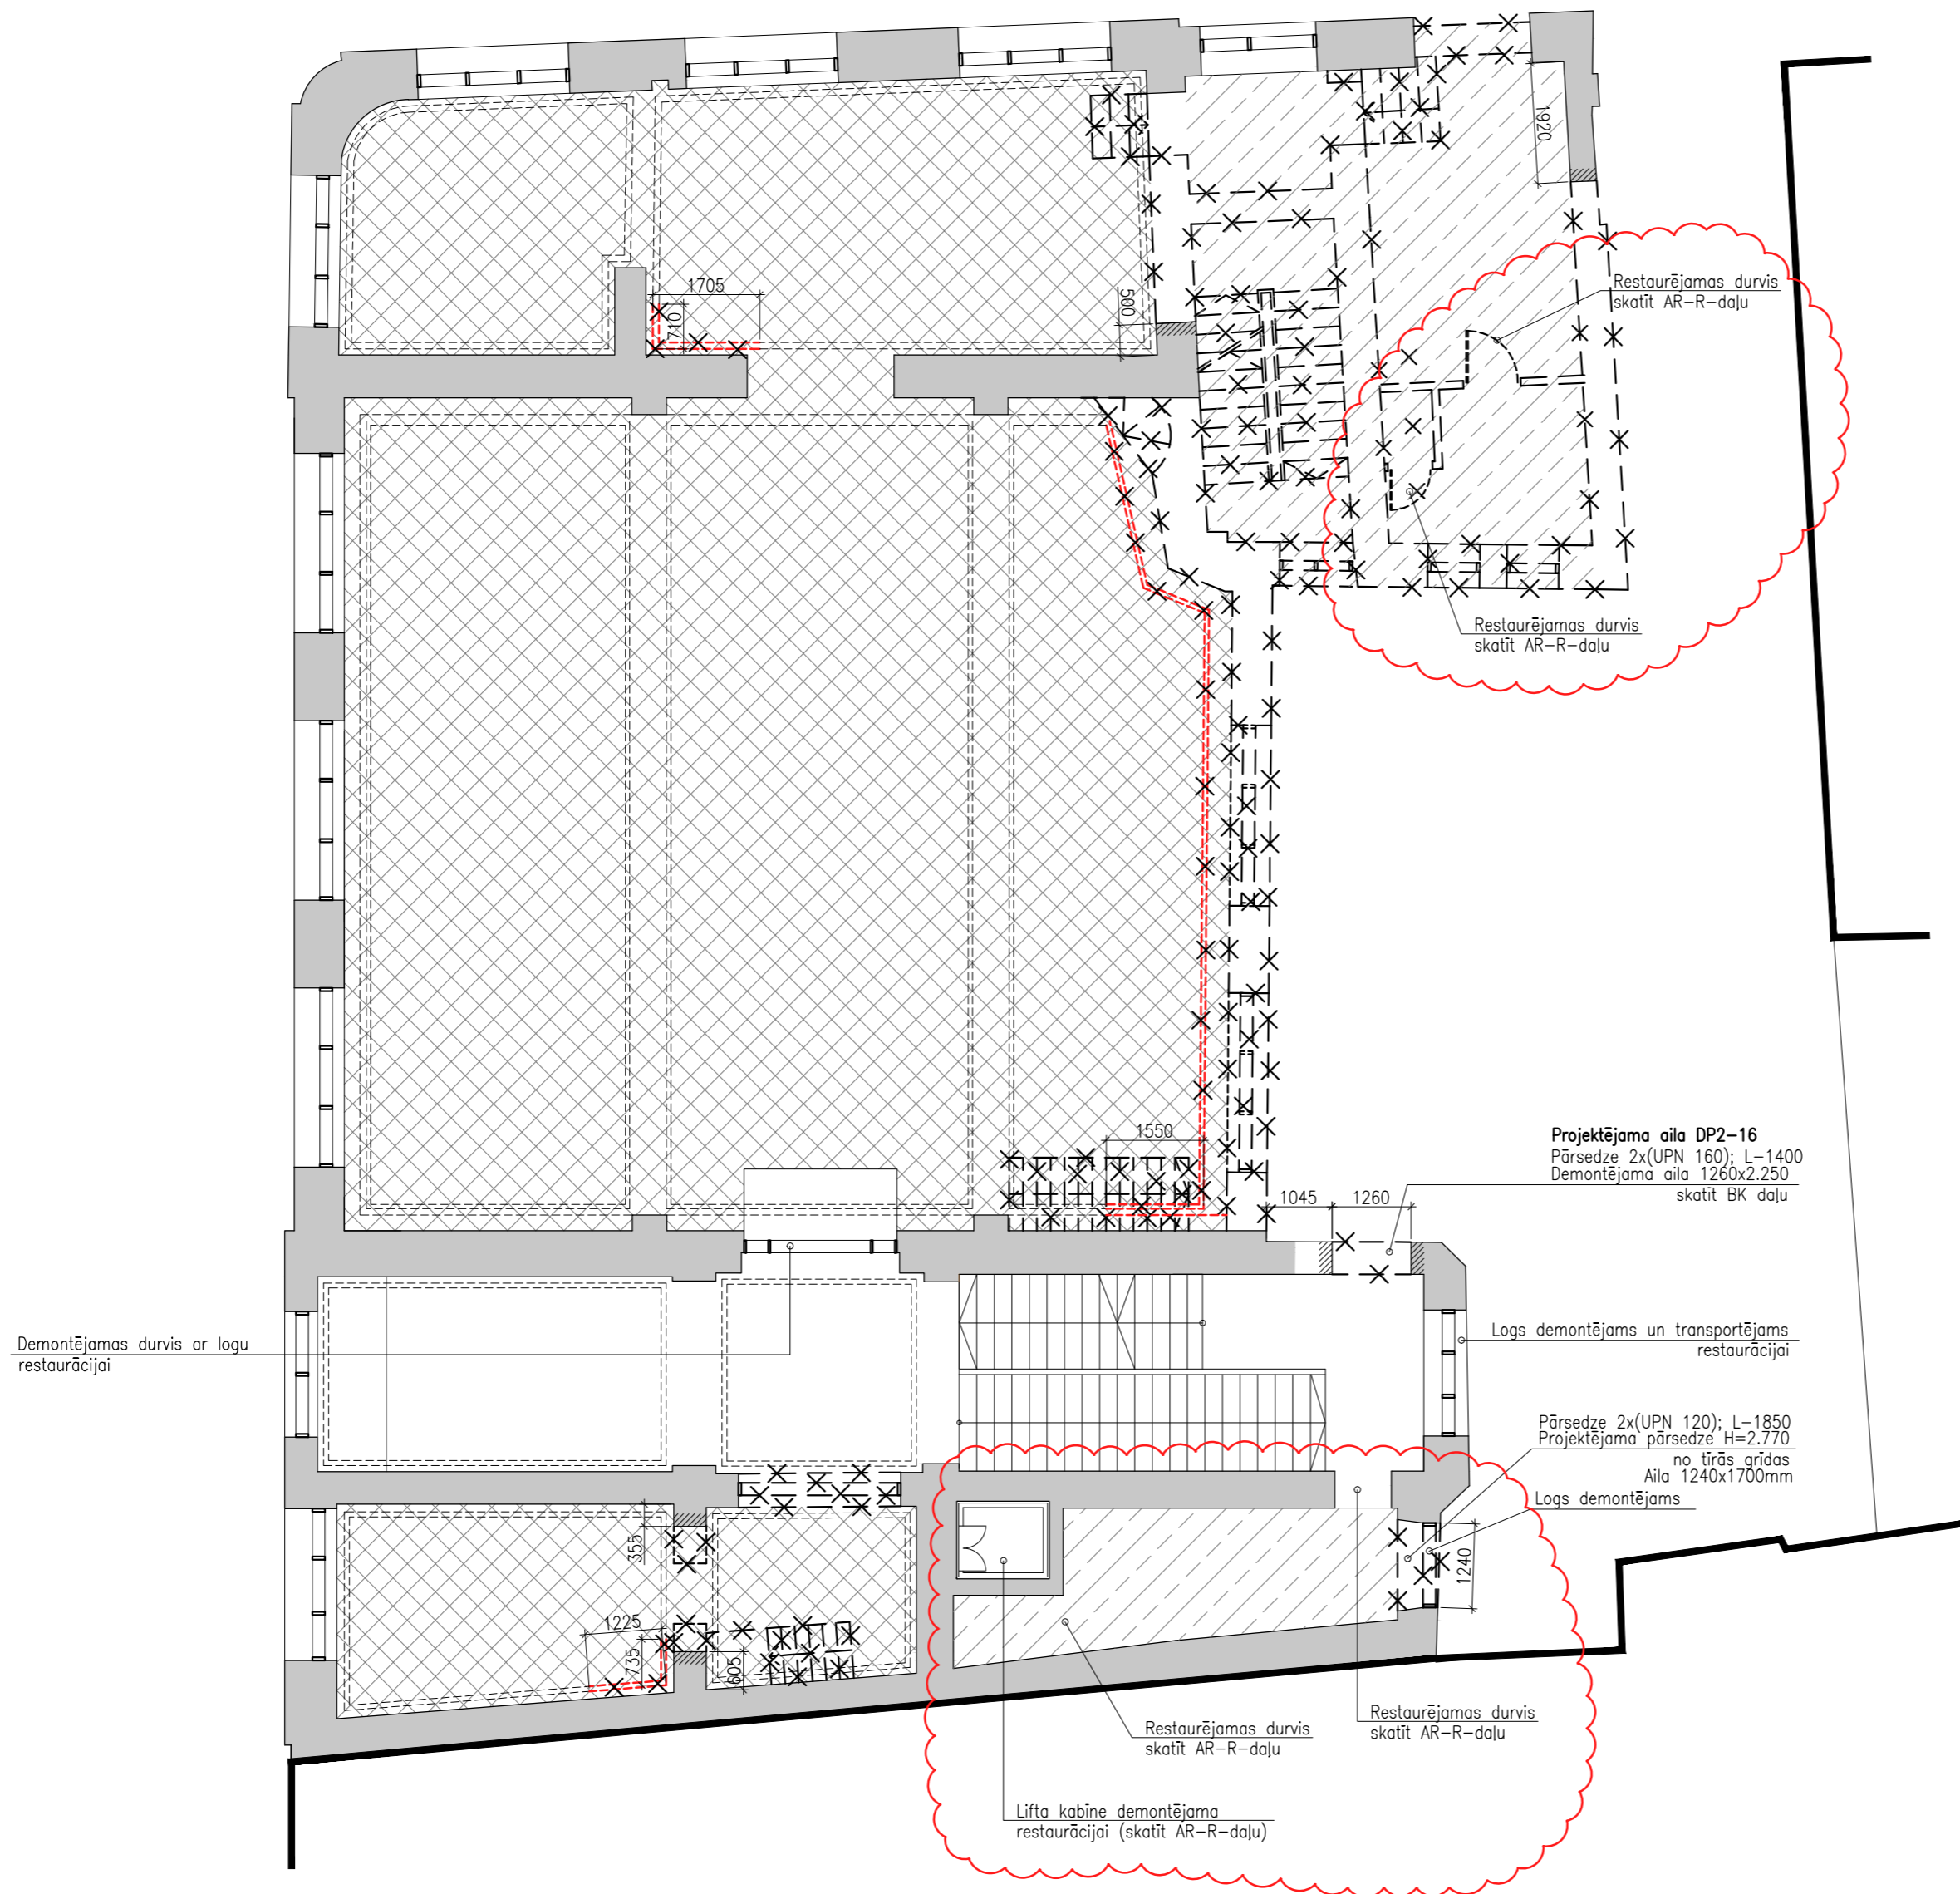 1920
Restaurējamas durvis
skatīt AR-R-daļu
1705
710
500
Restaurējamas durvis
skatīt AR-R-daļu
1550
Projektējama aila DP2-16
Pārsedze 2x(UPN 160); L-1400
Demontējama aila 1260x2.250
skatīt BK daļu
1045
1260
Demontējamas durvis ar logu
restaurācijai
Logs demontējams un transportējams
restaurācijai
Pārsedze 2x(UPN 120); L-1850
Projektējama pārsedze H=2.770
no tīrās grīdas
Aila 1240x1700mm
Logs demontējams
355
1240
1225
735
605
Restaurējamas durvis
skatīt AR-R-daļu
Restaurējamas durvis
skatīt AR-R-daļu
Lifta kabīne demontējama
restaurācijai (skatīt AR-R-daļu)